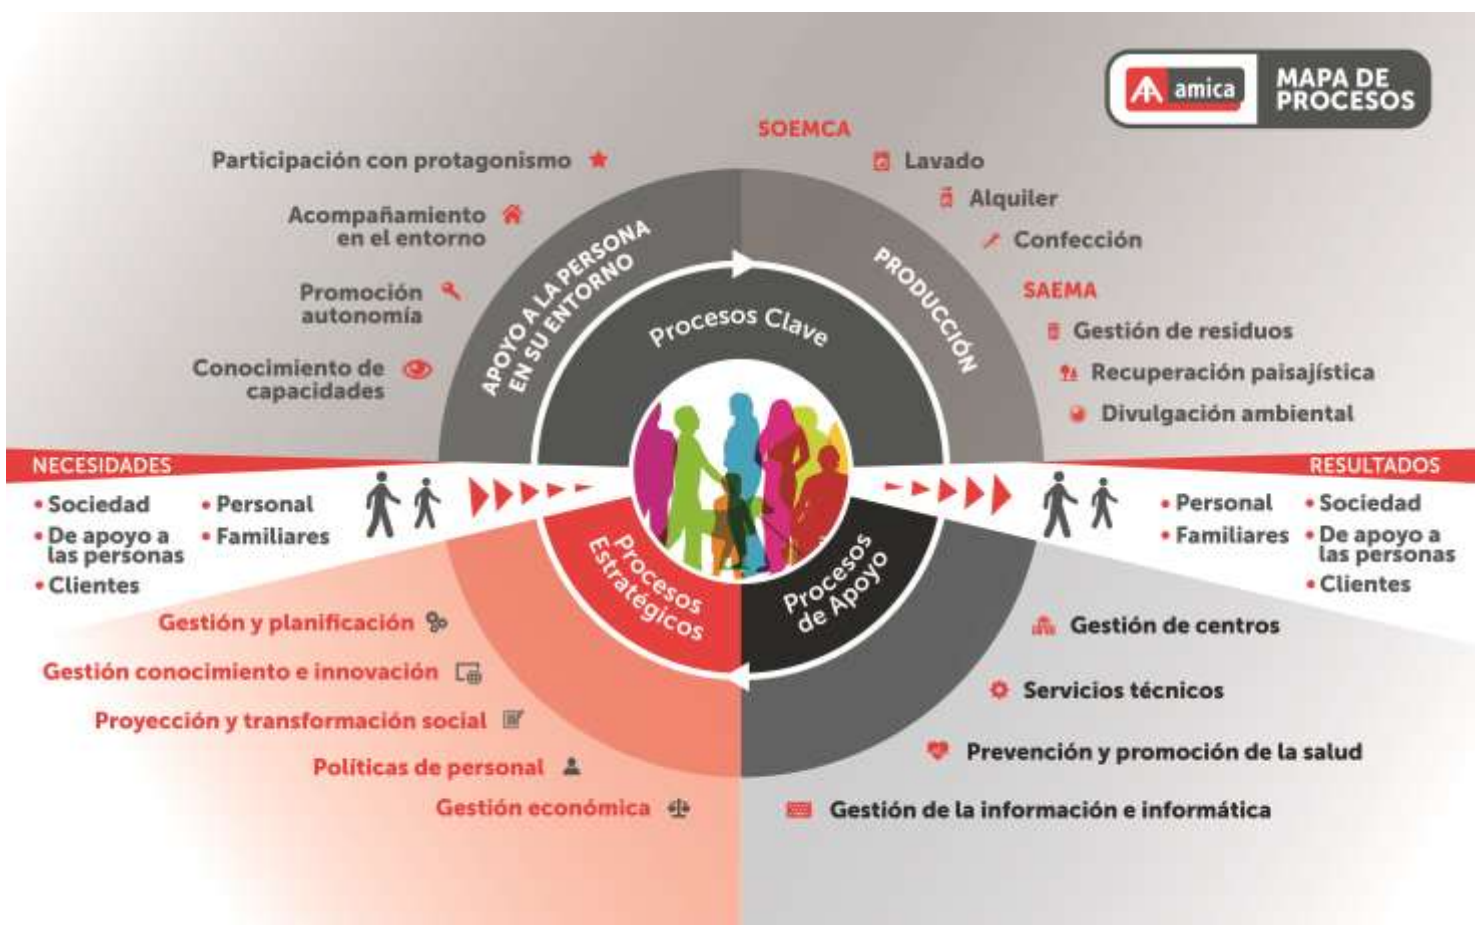 amica
MAPA DE
PROCESOS
SOEMCA
Lavado
Alquiler
Confección
SAEMA
Gestión de residuos
Recuperación paisajística
Divulgación ambiental
Participación con protagonismo
Acompañamiento
en el entorno
Promoción
autonomía
Conocimiento de
capacidades
APOYO A LA PERSONA
EN SU ENTORNO
PRODUCCIÓN
Procesos Clave
NECESIDADES
• Sociedad
• De apoyo a
las personas
• Clientes
• Personal
• Familiares
RESULTADOS
• Personal
• Familiares
• Sociedad
• De apoyo a
las personas
• Clientes
Procesos
Estratégicos
Procesos
de Apoyo
Gestión y planificación
Gestión conocimiento e innovación
Proyección y transformación social
Políticas de personal
Gestión económica
Gestión de centros
Servicios técnicos
Prevención y promoción de la salud
Gestión de la información e informática